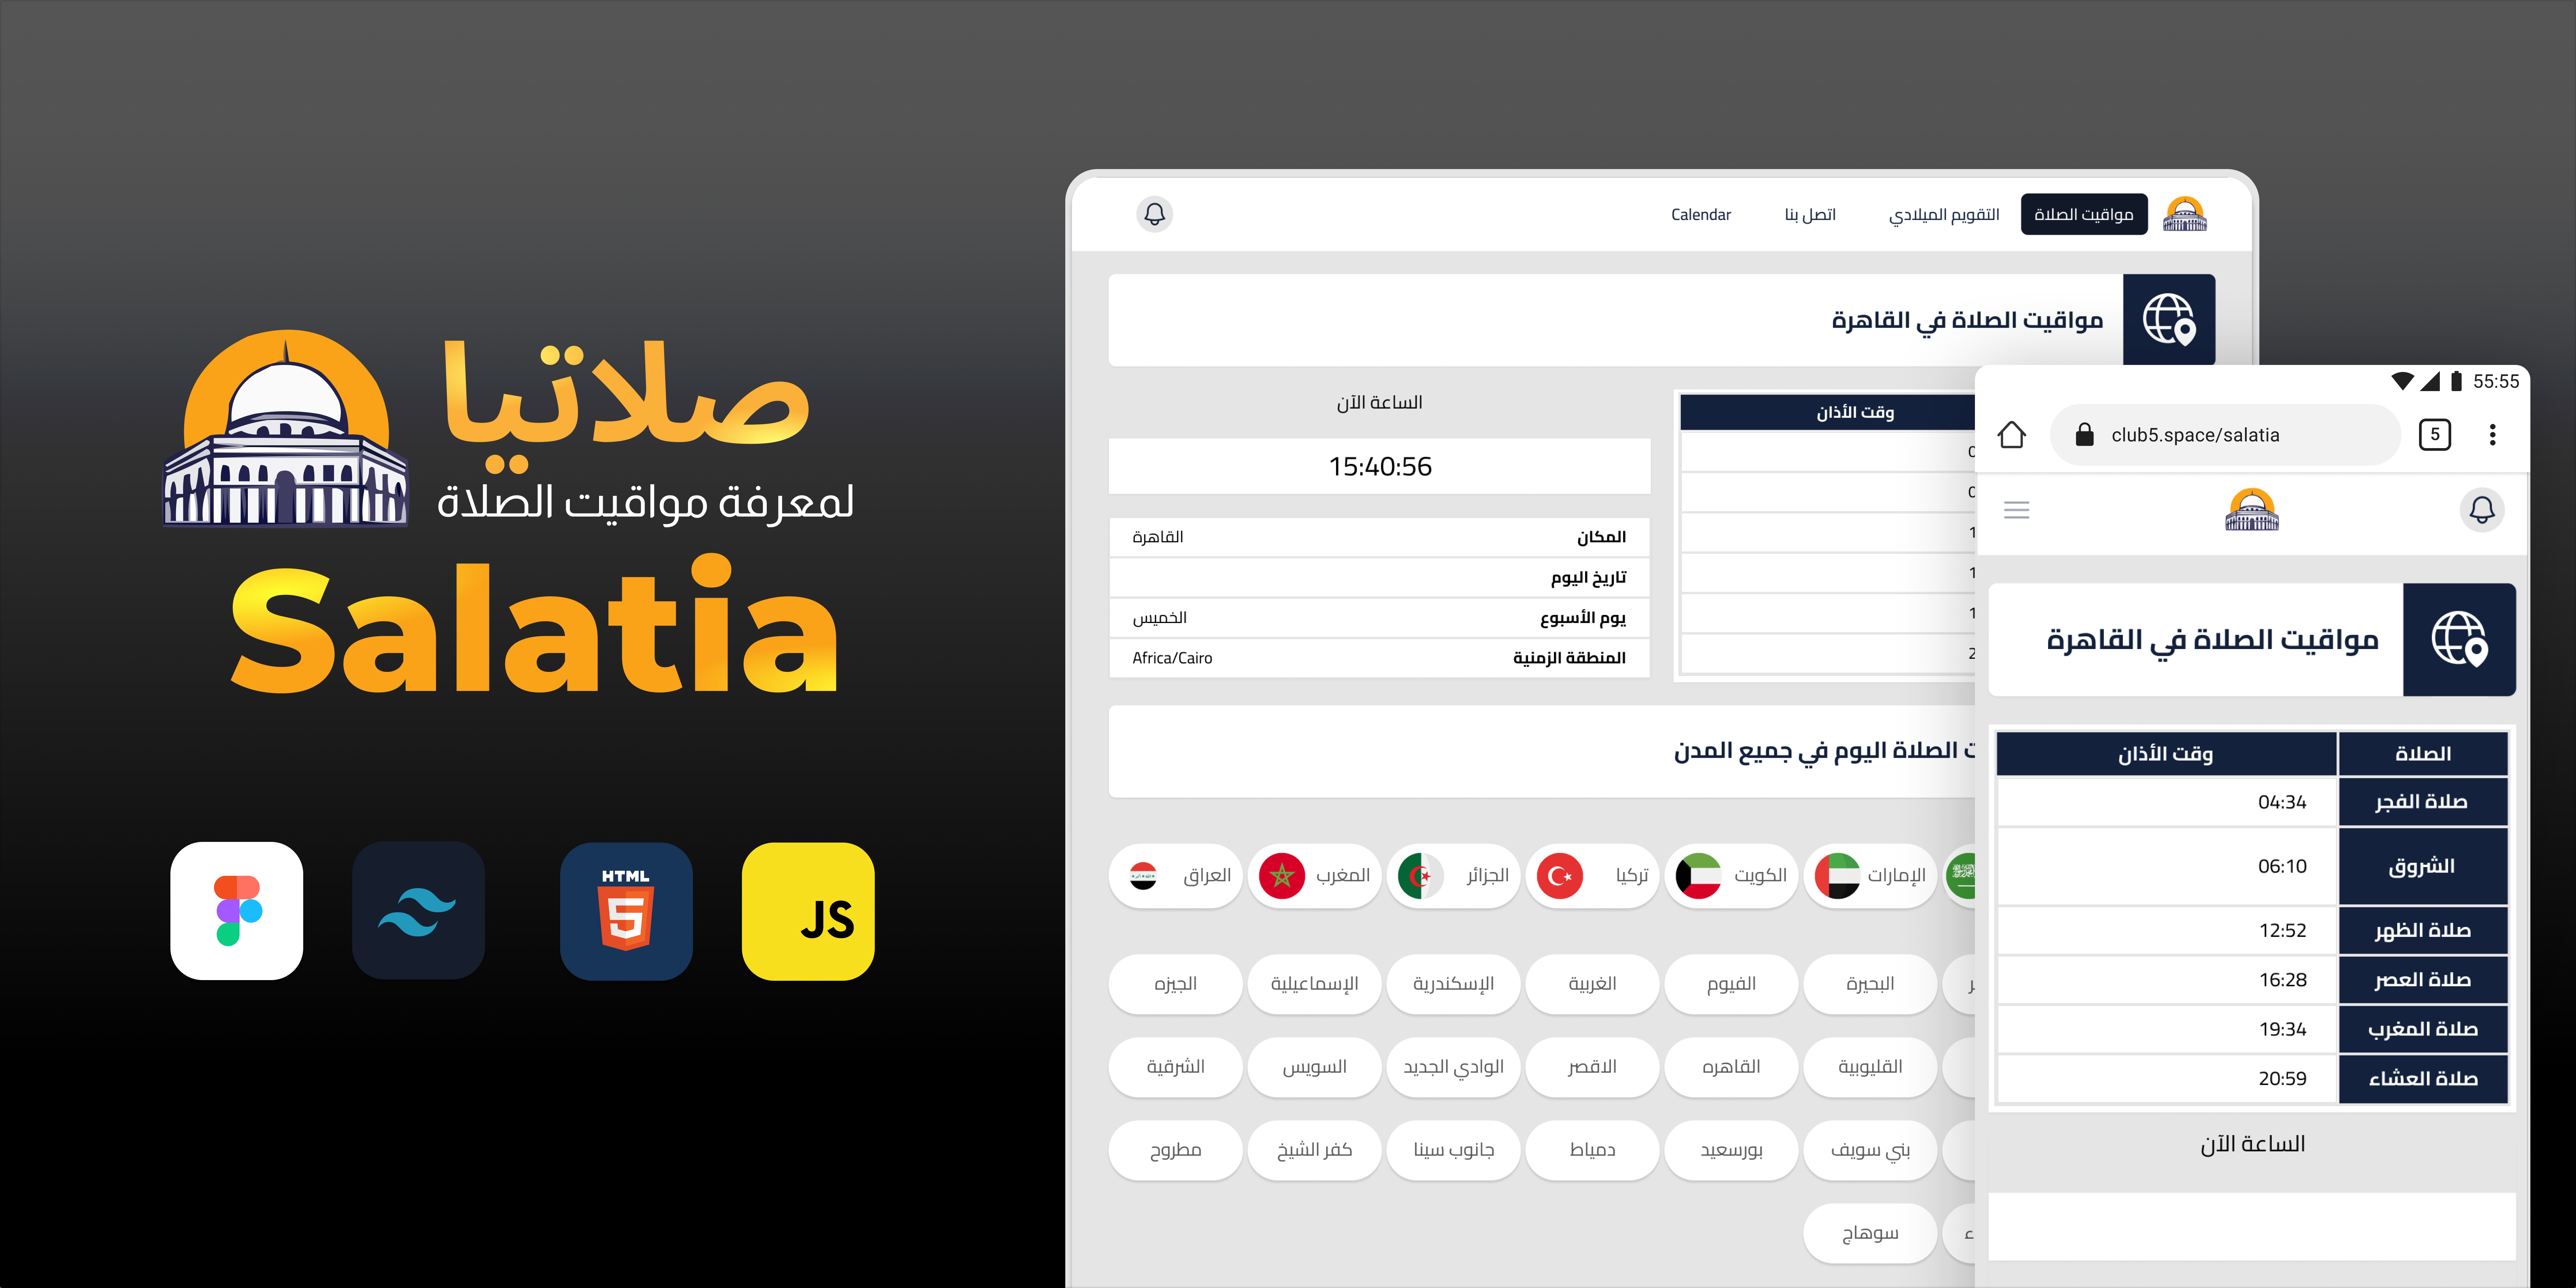 صلاتيا
لمعرفة مواقيت الصلاة
Salatia
HTML
JS
مواقيت الصلاة
التقويم الميلادي
اتصل بنا
Calendar
مواقيت الصلاة في القاهرة
وقت الأذان
الساعة الآن
15:40:56
المكان القاهرة
تاريخ اليوم
يوم الأسبوع الخميس
المنطقة الزمنية Africa/Cairo
الصلاة اليوم في جميع المدن
الإمارات الكويت تركيا الجزائر المغرب العراق
البحيرة الفيوم الغربية الإسكندرية الإسماعيلية الجيزه
القليوبية القاهره الاقصر الوادي الجديد السويس الشرقية
بني سويف بورسعيد دمياط جانوب سينا كفر الشيخ مطروح
سوهاج
55:55
club5.space/salatia
5
مواقيت الصلاة في القاهرة
الصلاة وقت الأذان
صلاة الفجر 04:34
الشروق 06:10
صلاة الظهر 12:52
صلاة العصر 16:28
صلاة المغرب 19:34
صلاة العشاء 20:59
الساعة الآن